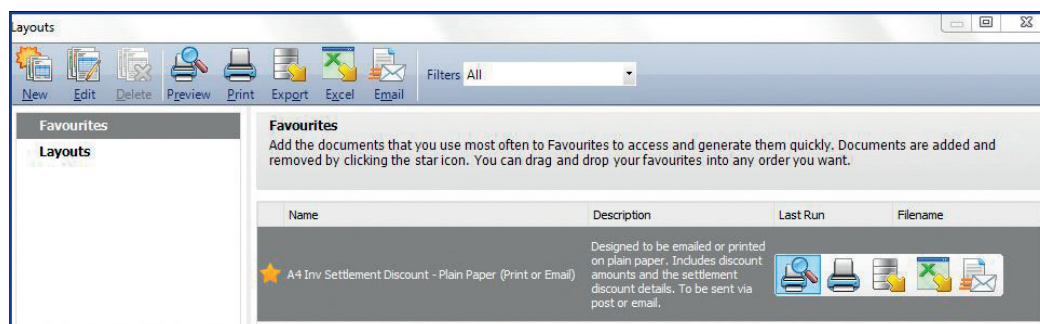 Layouts
New Edit Delete Preview Print Export Excel Email Filters All
Favourites
Layouts
Favourites
Add the documents that you use most often to Favourites to access and generate them quickly. Documents are added and
removed by clicking the star icon. You can drag and drop your favourites into any order you want.
Name Description Last Run Filename
A4 Inv Settlement Discount - Plain Paper (Print or Email)
Designed to be emailed or printed
on plain paper. Includes discount
amounts and the settlement
discount details. To be sent via
post or email.